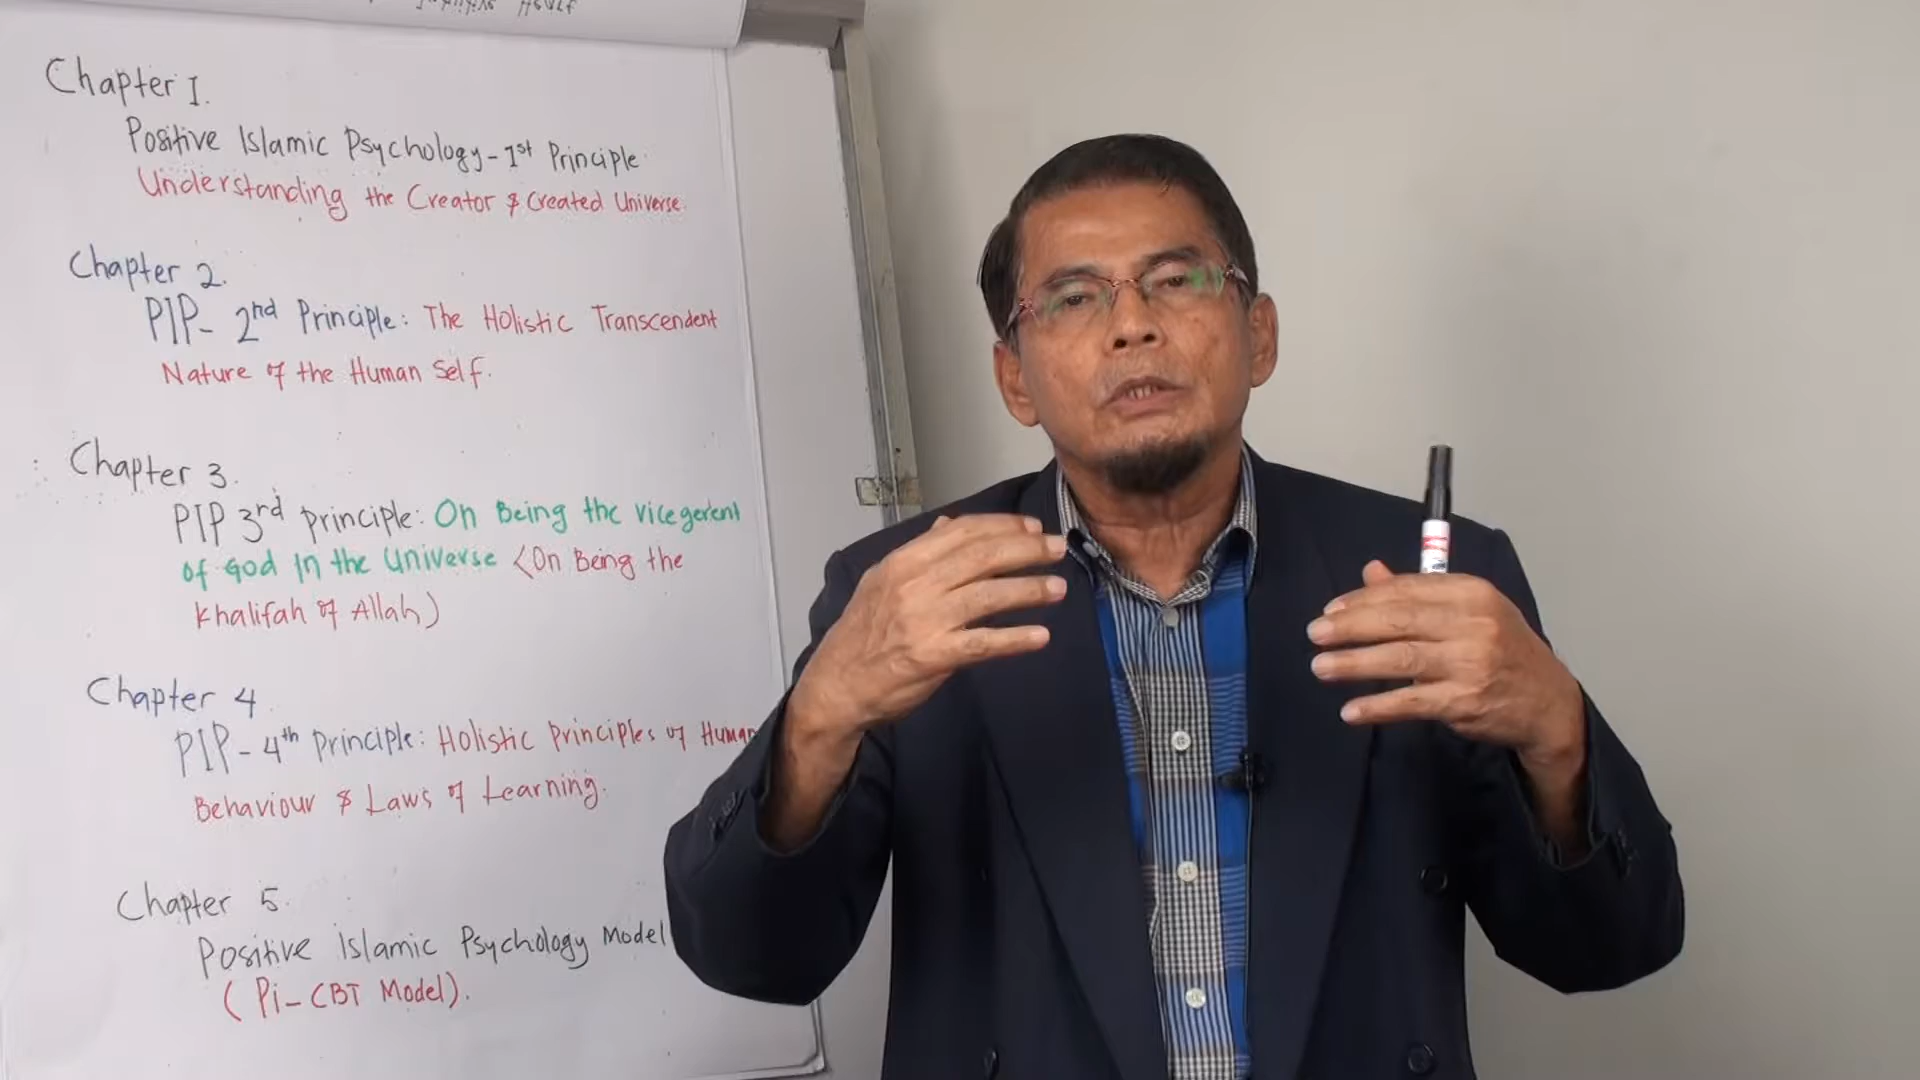 Chapter I.
Positive Islamic Psychology - 1st Principle
Understanding the Creator & Created Universe.
Chapter 2.
PIP- 2nd Principle: The Holistic Transcendent
Nature of the Human Self.
Chapter 3.
PIP 3rd principle: On Being the vicegerent
of God In the Universe (On Being the
Khalifah of Allah)
Chapter 4
PIP- 4th Principle: Holistic Principles of Human
Behaviour & Laws of Learning.
Chapter 5.
Positive Islamic Psychology Model
(Pi-CBT Model).